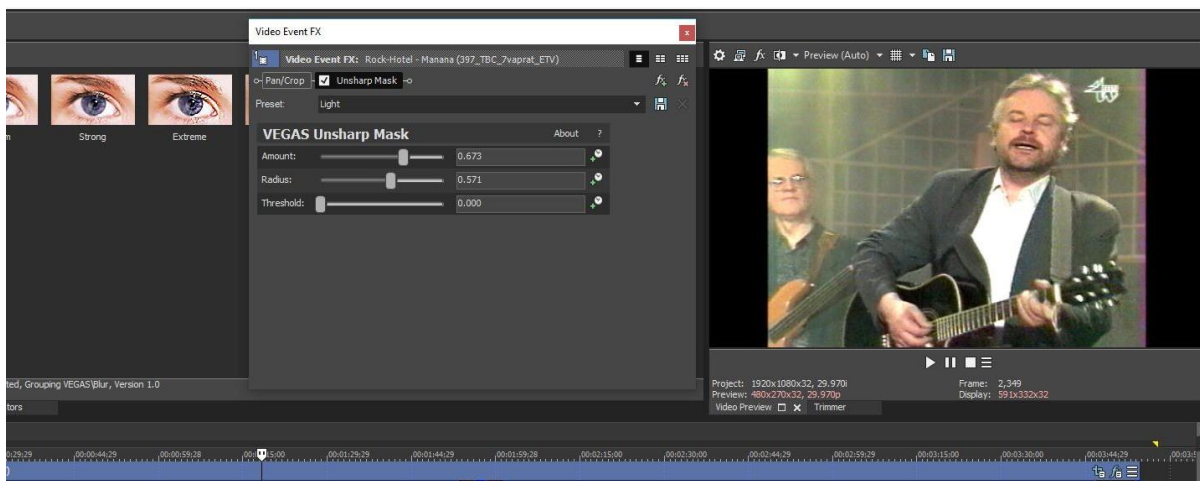 Video Event FX
Video Event FX: Rock-Hotel - Manana (397_TBC_7vaprat_ETV)
Pan/Crop
Unsharp Mask
Preset:
Light
VEGAS Unsharp Mask
About ?
Amount:
0.673
Radius:
0.571
Threshold:
0.000
Strong
Extreme
Preview (Auto)
Project: 1920x1080x32, 29.970i
Frame: 2,349
Preview: 480x270x32, 29.970p
Display: 591x332x32
Video Preview
Trimmer
Grouping VEGAS\Blur, Version 1.0
00:00:44:29
00:00:59:28
00:01:29:29
00:01:44:29
00:01:59:28
00:02:15:00
00:02:30:00
00:02:44:29
00:02:59:29
00:03:15:00
00:03:30:00
00:03:44:29